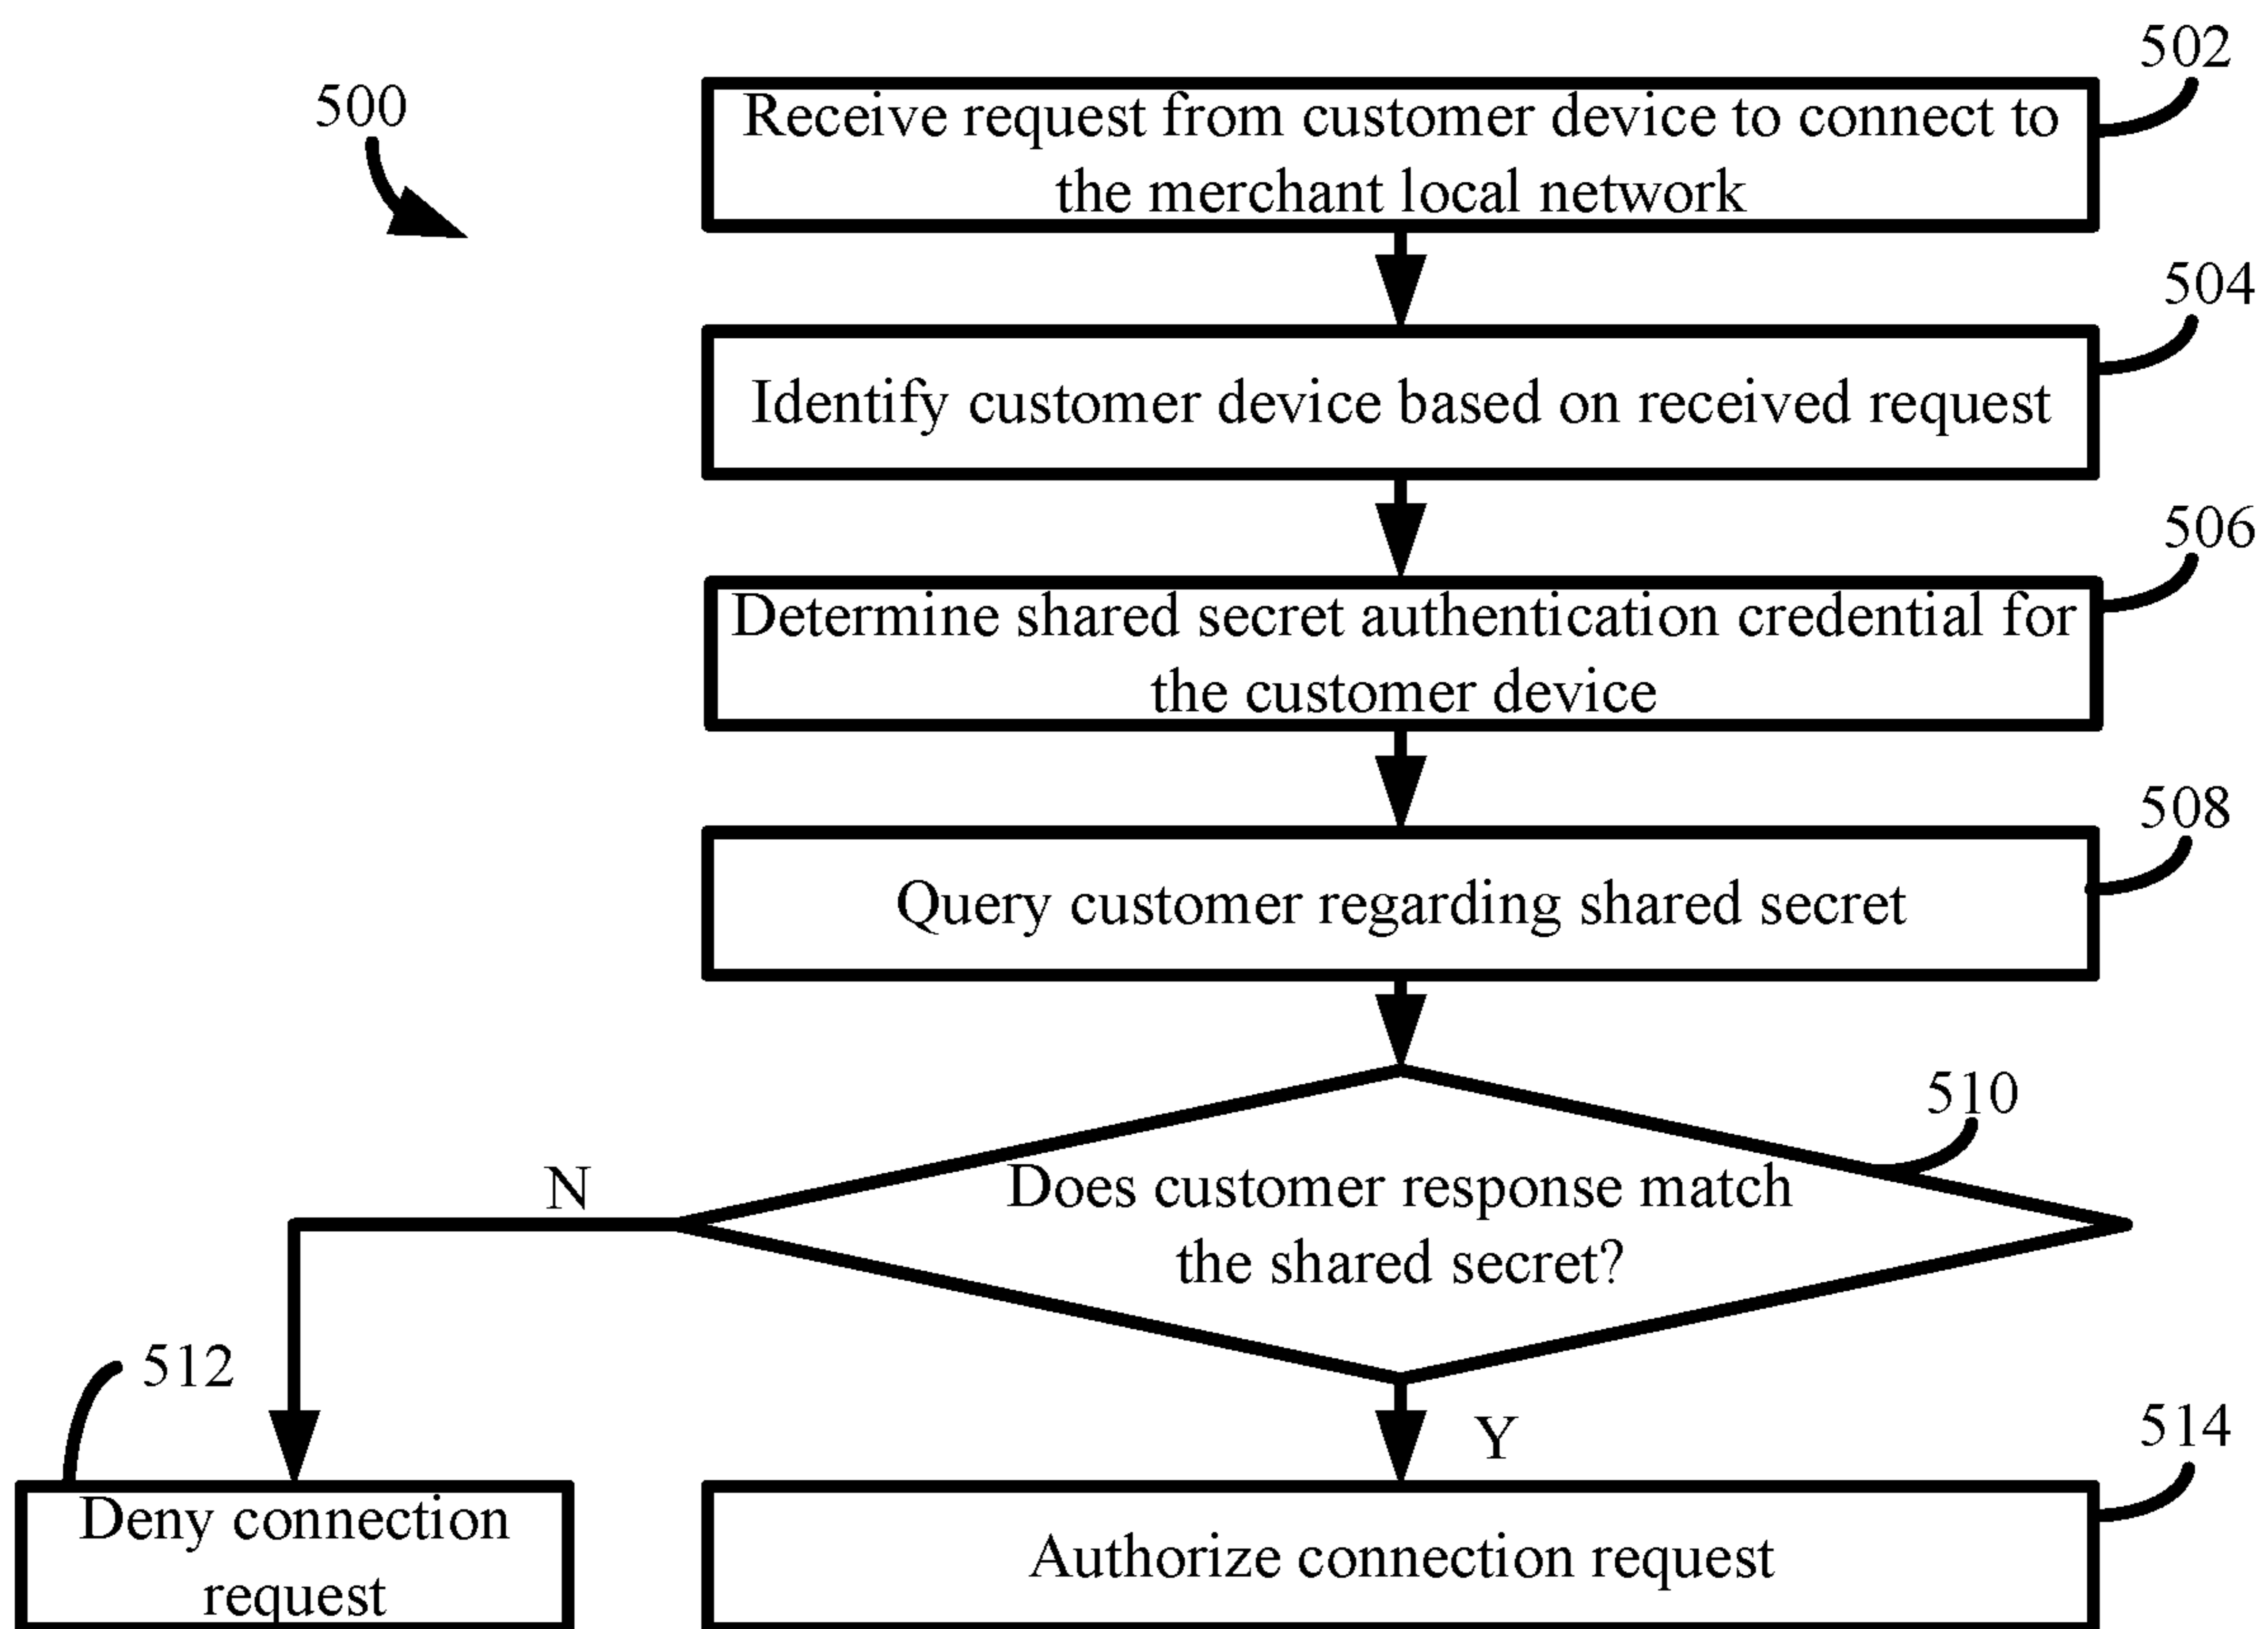 500
502
Receive request from customer device to connect to
the merchant local network
504
Identify customer device based on received request
506
Determine shared secret authentication credential for
the customer device
508
Query customer regarding shared secret
510
Does customer response match
the shared secret?
N
Y
512
Deny connection
request
514
Authorize connection request